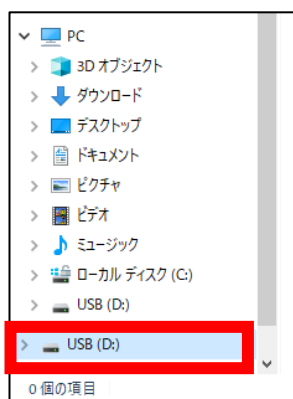 PC
3D オブジェクト
ダウンロード
デスクトップ
ドキュメント
ピクチャ
ビデオ
ミュージック
ローカル ディスク (C:)
USB (D:)
USB (D:)
0 個の項目